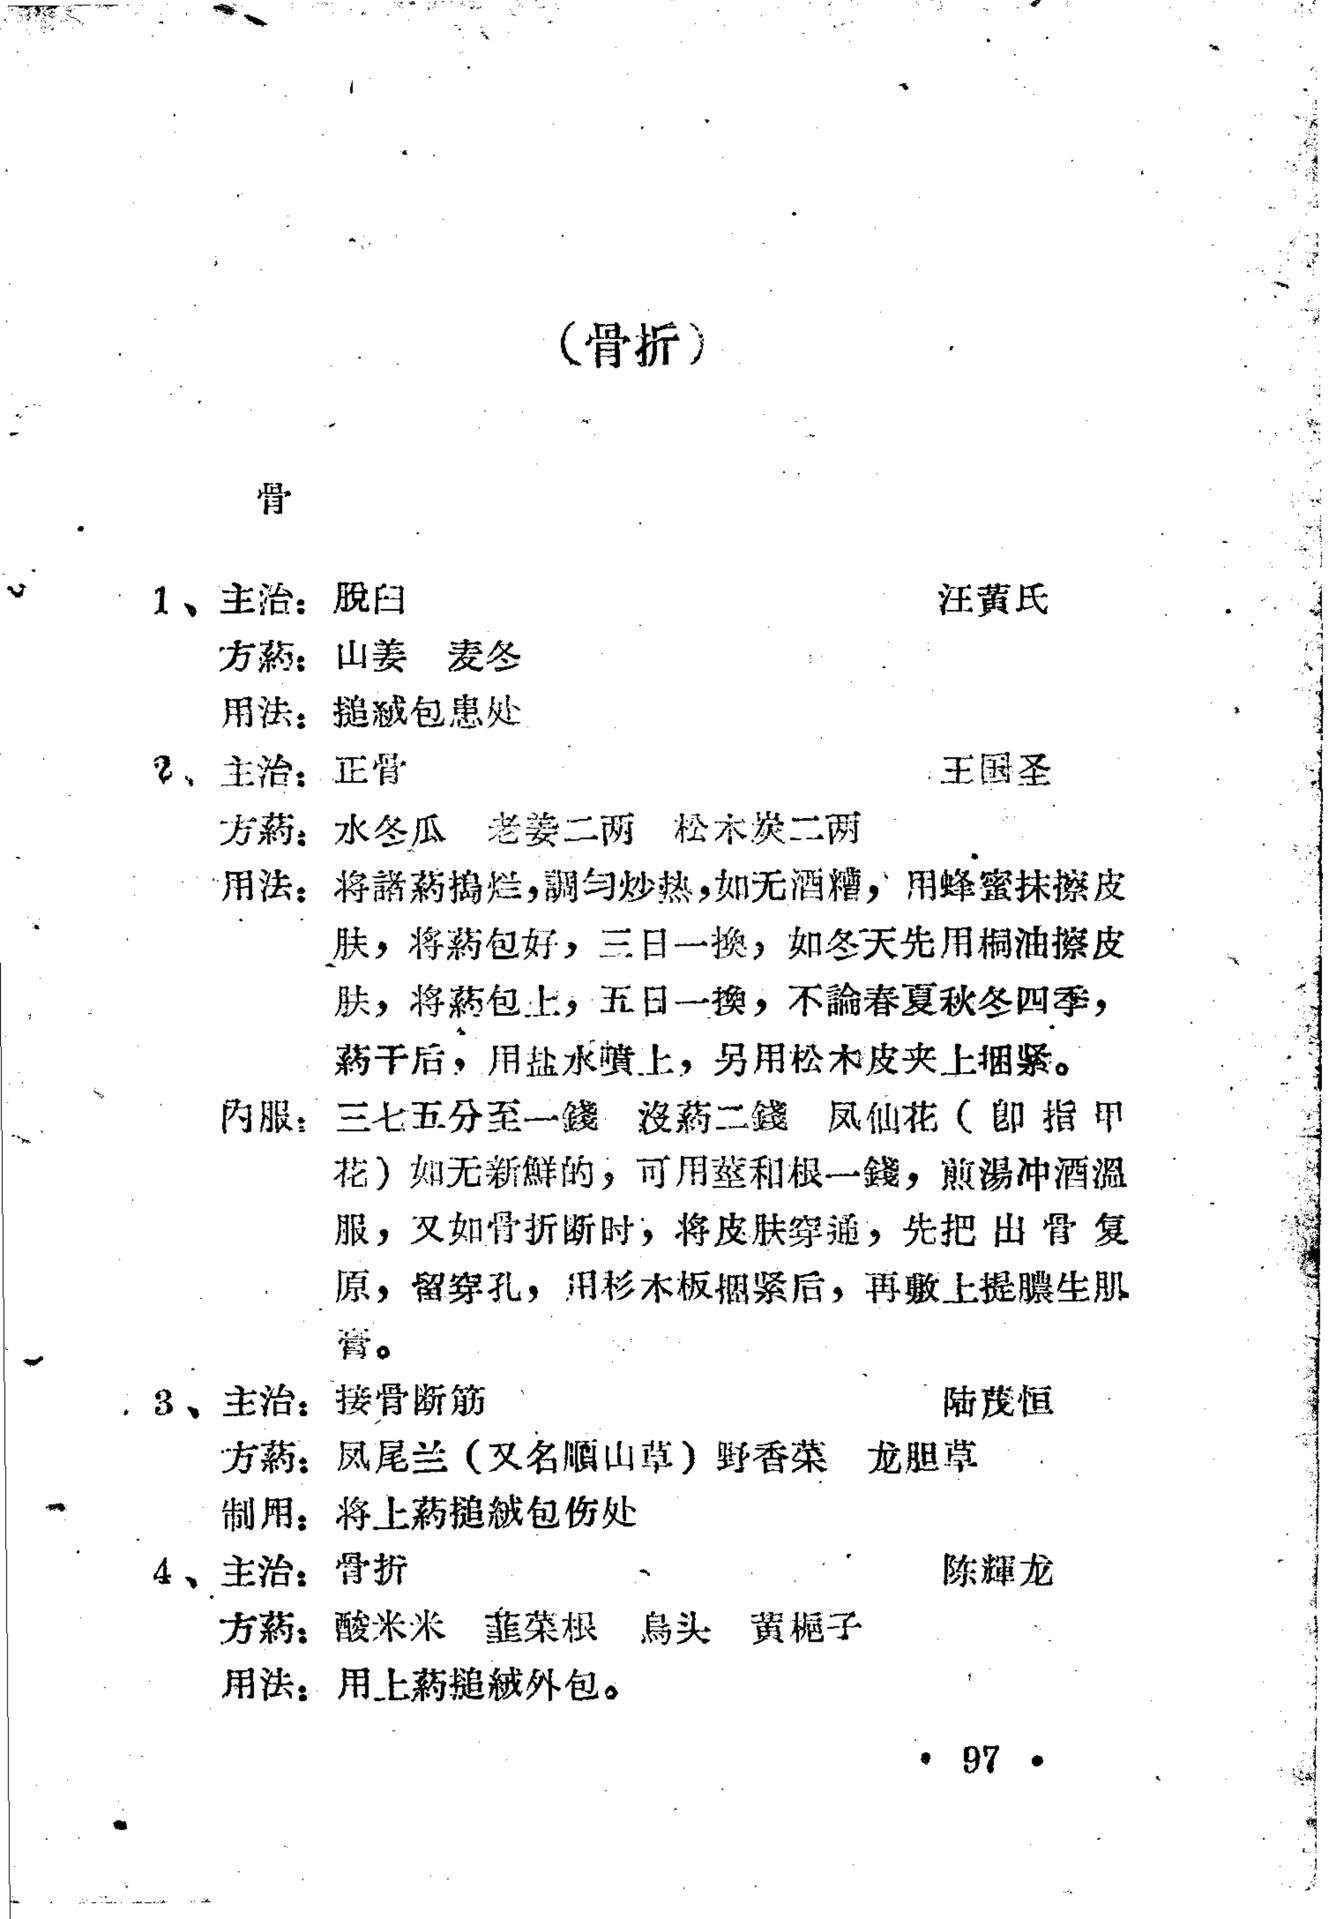 （骨折）
骨
1、主治：脫臼 汪黄氏
方葯：山姜 麦冬
用法：搥絨包患处
2、主治：正骨 王国圣
方葯：水冬瓜 老姜二两 松木炭二两
用法：将諸葯搗烂，調匀炒热，如无酒糟，用蜂蜜抹擦皮
肤，将葯包好，三日一換，如冬天先用桐油擦皮
肤，将葯包上，五日一換，不論春夏秋冬四季，
葯干后，用盐水噴上，另用松木皮夹上捆紧。
內服：三七五分至一錢 沒葯二錢 凤仙花（卽指甲
花）如无新鮮的，可用莖和根一錢，煎湯冲酒溫
服，又如骨折断时，将皮肤穿通，先把出骨复
原，留穿孔，用杉木板捆紧后，再敷上提膿生肌
膏。
3、主治：接骨断筋 陆茂恒
方葯：凤尾兰（又名順山草）野香菜 龙胆草
制用：将上葯搥絨包伤处
4、主治：骨折 陈輝龙
方葯：酸米米 韮菜根 烏头 黄梔子
用法：用上葯搥絨外包。
• 97 •